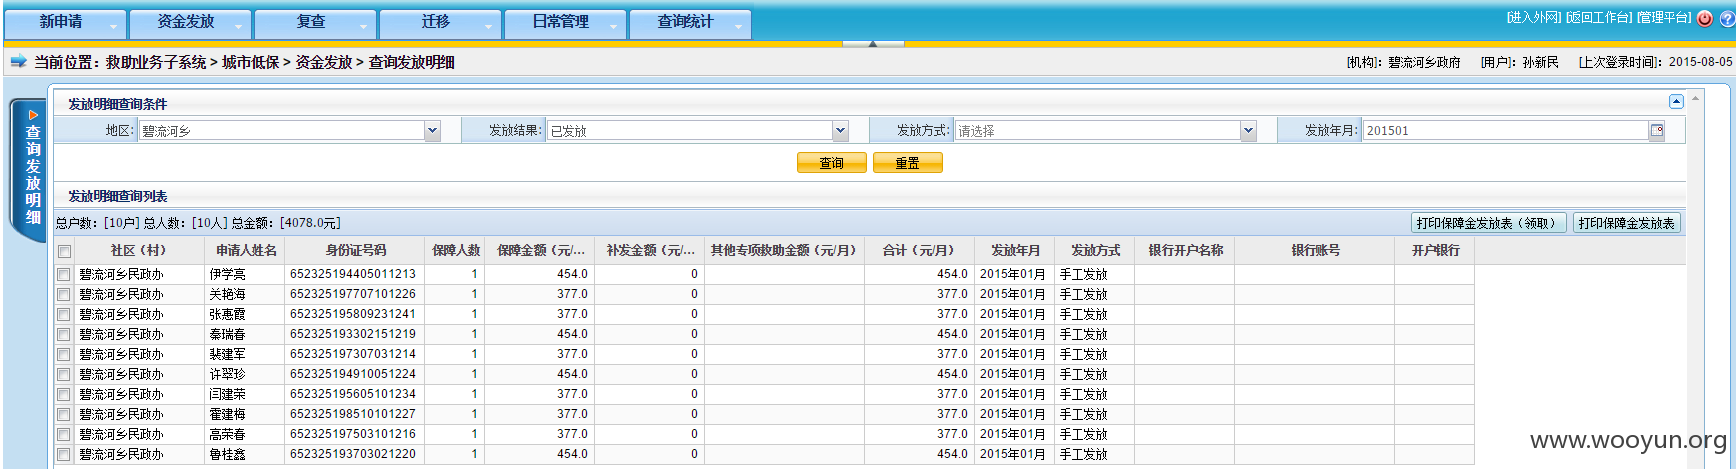 新申请 资金发放 复查 迁移 日常管理 查询统计 [进入外网] [返回工作台] [管理平台]
当前位置：救助业务子系统 > 城市低保 > 资金发放 > 查询发放明细 [机构]：碧流河乡政府 [用户]：孙新民 [上次登录时间]：2015-08-05
查询发放明细
发放明细查询条件
地区： 碧流河乡 发放结果： 已发放 发放方式： 请选择 发放年月： 201501
查询 重置
发放明细查询列表
总户数：[10户] 总人数：[10人] 总金额：[4078.0元] 打印保障金发放表（领取） 打印保障金发放表
社区（村） 申请人姓名 身份证号码 保障人数 保障金额（元/... 补发金额（元/... 其他专项救助金额（元/月） 合计（元/月） 发放年月 发放方式 银行开户名称 银行账号 开户银行
碧流河乡民政办 伊学亮 652325194405011213 1 454.0 0 454.0 2015年01月 手工发放
碧流河乡民政办 关艳海 652325197707101226 1 377.0 0 377.0 2015年01月 手工发放
碧流河乡民政办 张惠霞 652325195809231241 1 377.0 0 377.0 2015年01月 手工发放
碧流河乡民政办 秦瑞春 652325193302151219 1 454.0 0 454.0 2015年01月 手工发放
碧流河乡民政办 裴建军 652325197307031214 1 377.0 0 377.0 2015年01月 手工发放
碧流河乡民政办 许翠珍 652325194910051224 1 454.0 0 454.0 2015年01月 手工发放
碧流河乡民政办 闫建荣 652325195605101234 1 377.0 0 377.0 2015年01月 手工发放
碧流河乡民政办 霍建梅 652325198510101227 1 377.0 0 377.0 2015年01月 手工发放
碧流河乡民政办 高荣春 652325197503101216 1 377.0 0 377.0 2015年01月 手工发放
碧流河乡民政办 鲁桂鑫 652325193703021220 1 454.0 0 454.0 2015年01月 手工发放
www.wooyun.org